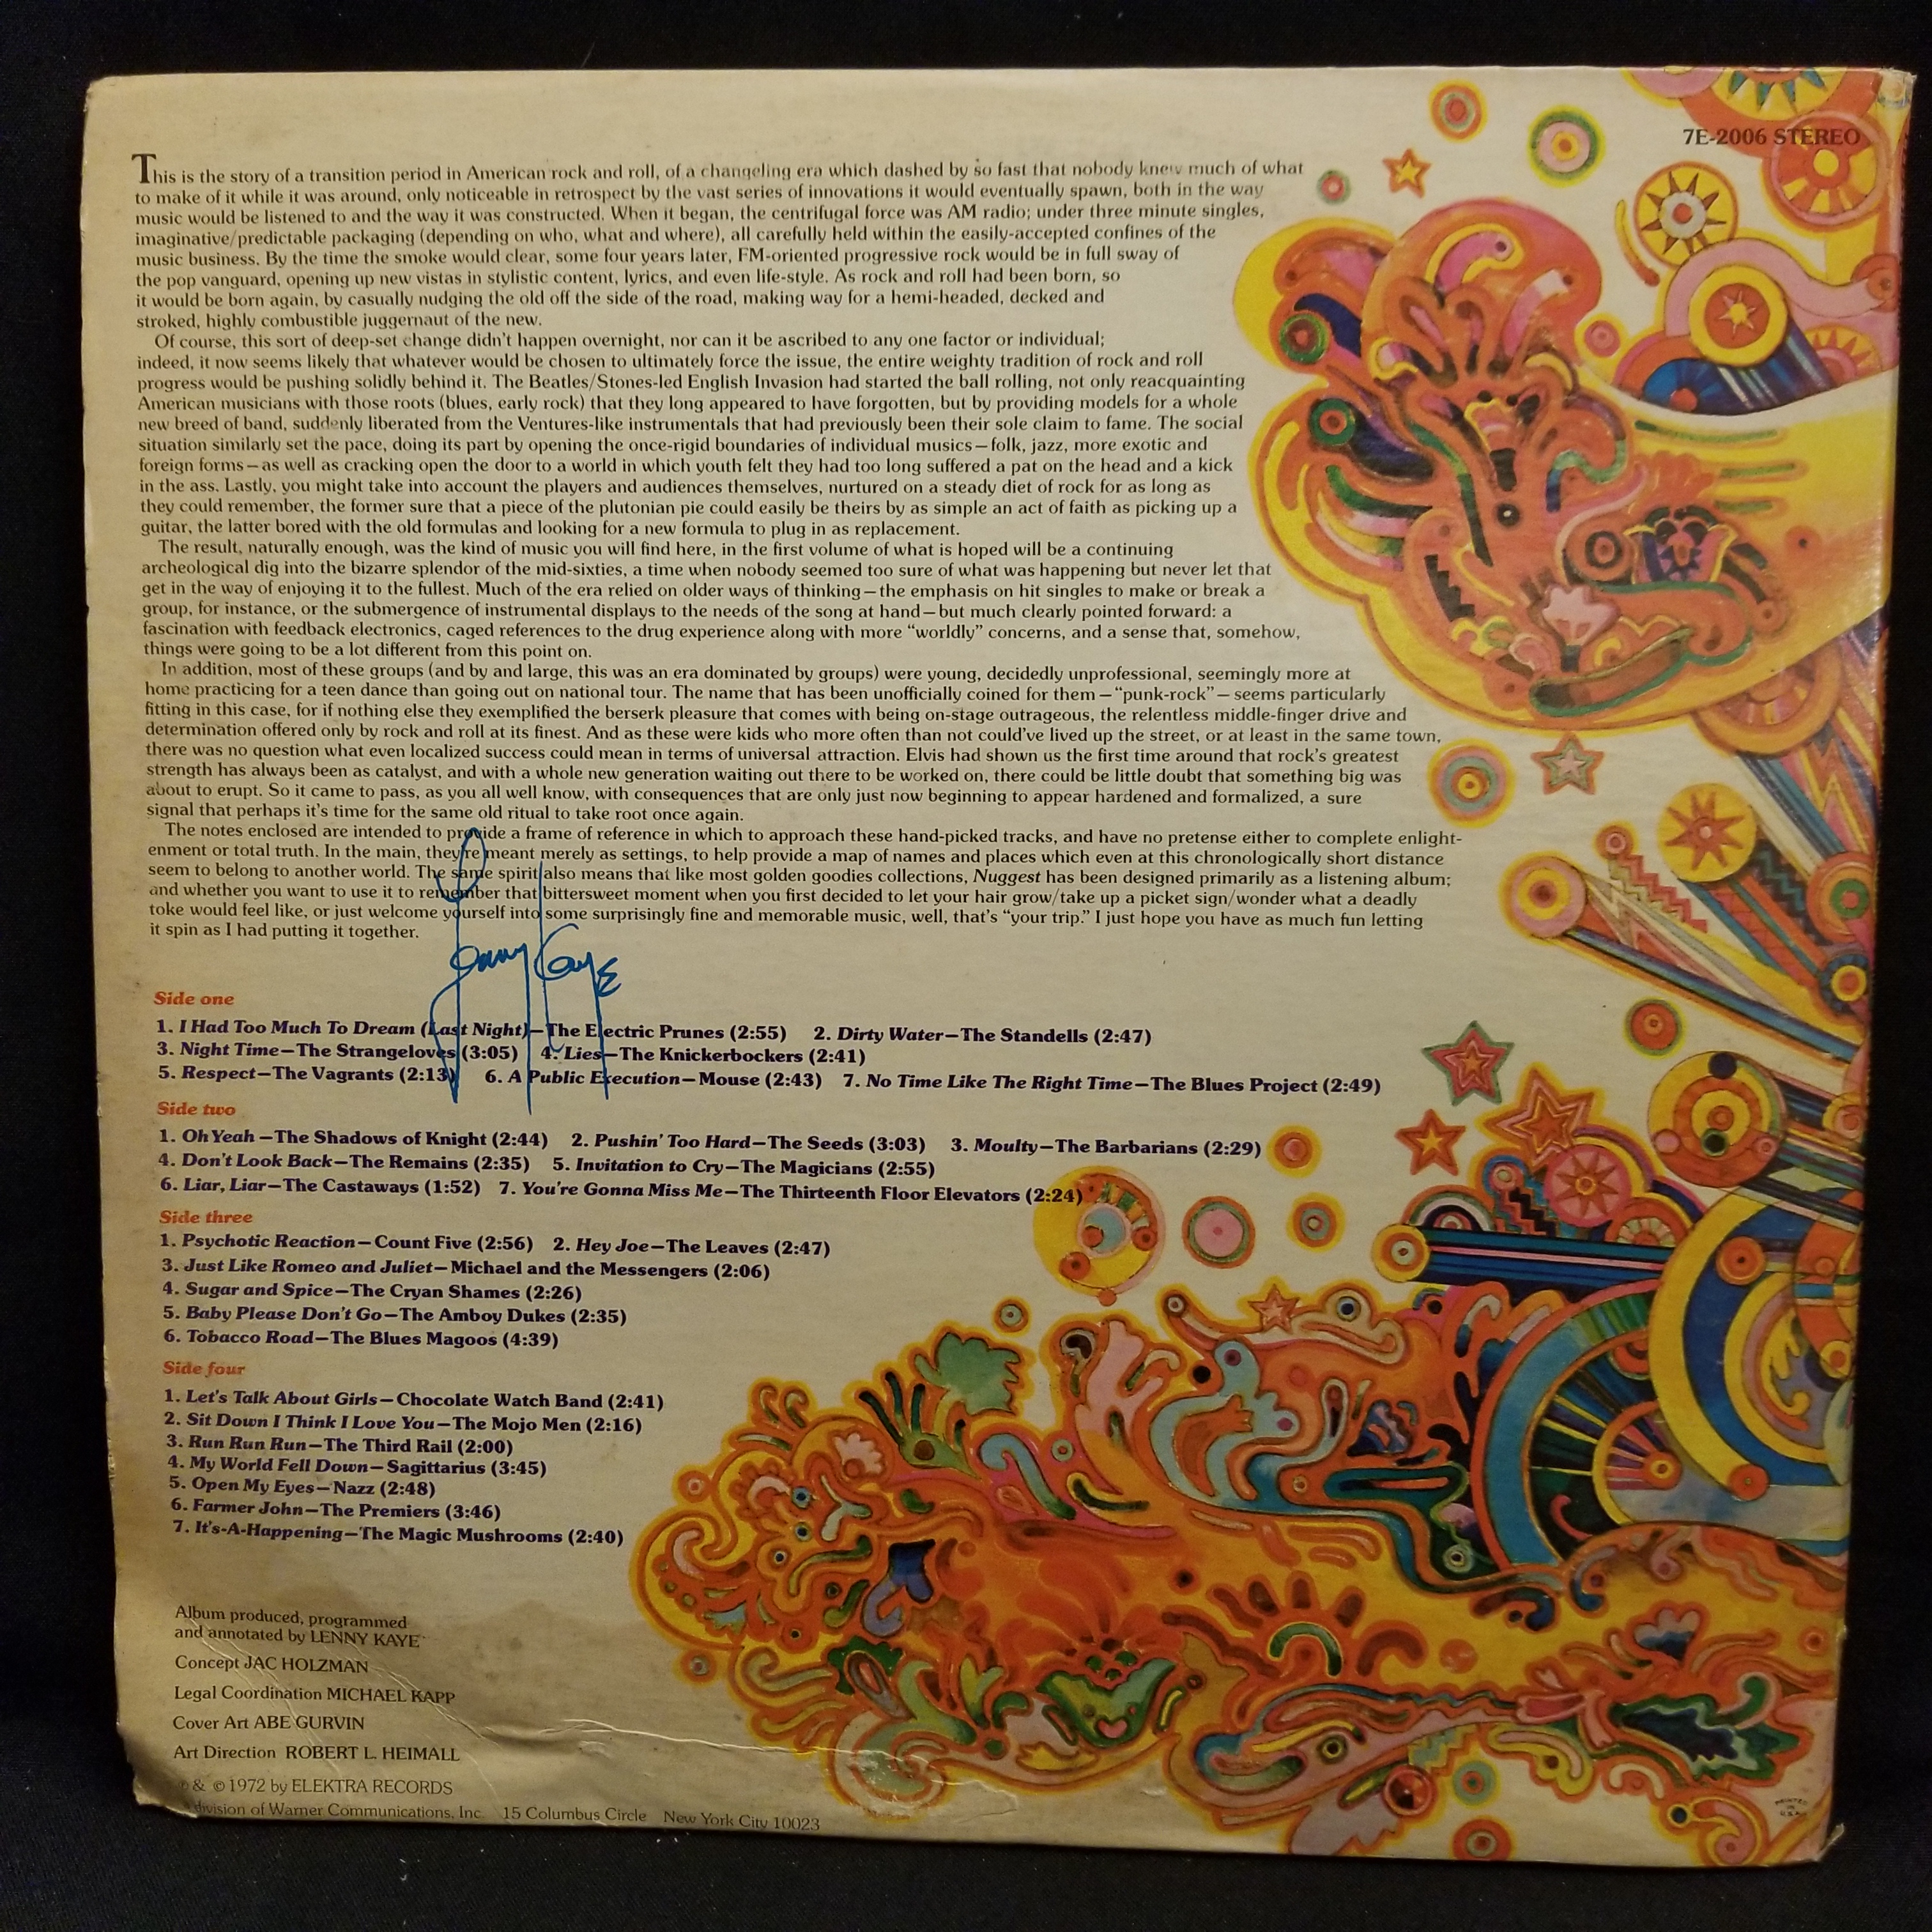 7E-2006 STEREO
This is the story of a transition period in American rock and roll, of a changeling era which dashed by so fast that nobody knew much of what
to make of it while it was around, only noticeable in retrospect by the vast series of innovations it would eventually spawn, both in the way
music would be listened to and the way it was constructed. When it began, the centrifugal force was AM radio; under three minute singles,
imaginative/predictable packaging (depending on who, what and where), all carefully held within the easily-accepted confines of the
music business. By the time the smoke would clear, some four years later, FM-oriented progressive rock would be in full sway of
the pop vanguard, opening up new vistas in stylistic content, lyrics, and even life-style. As rock and roll had been born, so
it would be born again, by casually nudging the old off the side of the road, making way for a hemi-headed, decked and
stroked, highly combustible juggernaut of the new.
Of course, this sort of deep-set change didn't happen overnight, nor can it be ascribed to any one factor or individual;
indeed, it now seems likely that whatever would be chosen to ultimately force the issue, the entire weighty tradition of rock and roll
progress would be pushing solidly behind it. The Beatles/Stones-led English Invasion had started the ball rolling, not only reacquainting
American musicians with those roots (blues, early rock) that they long appeared to have forgotten, but by providing models for a whole
new breed of band, suddenly liberated from the Ventures-like instrumentals that had previously been their sole claim to fame. The social
situation similarly set the pace, doing its part by opening the once-rigid boundaries of individual musics—folk, jazz, more exotic and
foreign forms—as well as cracking open the door to a world in which youth felt they had too long suffered a pat on the head and a kick
in the ass. Lastly, you might take into account the players and audiences themselves, nurtured on a steady diet of rock for as long as
they could remember, the former sure that a piece of the plutonian pie could easily be theirs by as simple an act of faith as picking up a
guitar, the latter bored with the old formulas and looking for a new formula to plug in as replacement.
The result, naturally enough, was the kind of music you will find here, in the first volume of what is hoped will be a continuing
archeological dig into the bizarre splendor of the mid-sixties, a time when nobody seemed too sure of what was happening but never let that
get in the way of enjoying it to the fullest. Much of the era relied on older ways of thinking—the emphasis on hit singles to make or break a
group, for instance, or the submergence of instrumental displays to the needs of the song at hand—but much clearly pointed forward: a
fascination with feedback electronics, caged references to the drug experience along with more "worldly" concerns, and a sense that, somehow,
things were going to be a lot different from this point on.
In addition, most of these groups (and by and large, this was an era dominated by groups) were young, decidedly unprofessional, seemingly more at
home practicing for a teen dance than going out on national tour. The name that has been unofficially coined for them—"punk-rock"—seems particularly
fitting in this case, for if nothing else they exemplified the berserk pleasure that comes with being on-stage outrageous, the relentless middle-finger drive and
determination offered only by rock and roll at its finest. And as these were kids who more often than not could've lived up the street, or at least in the same town,
there was no question what even localized success could mean in terms of universal attraction. Elvis had shown us the first time around that rock's greatest
strength has always been as catalyst, and with a whole new generation waiting out there to be worked on, there could be little doubt that something big was
about to erupt. So it came to pass, as you all well know, with consequences that are only just now beginning to appear hardened and formalized, a sure
signal that perhaps it's time for the same old ritual to take root once again.
The notes enclosed are intended to provide a frame of reference in which to approach these hand-picked tracks, and have no pretense either to complete enlight-
enment or total truth. In the main, they're meant merely as settings, to help provide a map of names and places which even at this chronologically short distance
seem to belong to another world. The same spirit also means that like most golden goodies collections, Nuggest has been designed primarily as a listening album;
and whether you want to use it to remember that bittersweet moment when you first decided to let your hair grow/take up a picket sign/wonder what a deadly
toke would feel like, or just welcome yourself into some surprisingly fine and memorable music, well, that's "your trip." I just hope you have as much fun letting
it spin as I had putting it together.
Lenny Kaye
Side one
1. I Had Too Much To Dream (Last Night)—The Electric Prunes (2:55) 2. Dirty Water—The Standells (2:47)
3. Night Time—The Strangeloves (3:05) 4. Lies—The Knickerbockers (2:41)
5. Respect—The Vagrants (2:13) 6. A Public Execution—Mouse (2:43) 7. No Time Like The Right Time—The Blues Project (2:49)
Side two
1. Oh Yeah—The Shadows of Knight (2:44) 2. Pushin' Too Hard—The Seeds (3:03) 3. Moulty—The Barbarians (2:29)
4. Don't Look Back—The Remains (2:35) 5. Invitation to Cry—The Magicians (2:55)
6. Liar, Liar—The Castaways (1:52) 7. You're Gonna Miss Me—The Thirteenth Floor Elevators (2:24)
Side three
1. Psychotic Reaction—Count Five (2:56) 2. Hey Joe—The Leaves (2:47)
3. Just Like Romeo and Juliet—Michael and the Messengers (2:06)
4. Sugar and Spice—The Cryan Shames (2:26)
5. Baby Please Don't Go—The Amboy Dukes (2:35)
6. Tobacco Road—The Blues Magoos (4:39)
Side four
1. Let's Talk About Girls—Chocolate Watch Band (2:41)
2. Sit Down I Think I Love You—The Mojo Men (2:16)
3. Run Run Run—The Third Rail (2:00)
4. My World Fell Down—Sagittarius (3:45)
5. Open My Eyes—Nazz (2:48)
6. Farmer John—The Premiers (3:46)
7. It's-A-Happening—The Magic Mushrooms (2:40)
Album produced, programmed
and annotated by LENNY KAYE
Concept JAC HOLZMAN
Legal Coordination MICHAEL KAPP
Cover Art ABE GURVIN
Art Direction ROBERT L. HEIMALL
℗ & © 1972 by ELEKTRA RECORDS
division of Warner Communications, Inc. 15 Columbus Circle New York City 10023
PRINTED
IN
U.S.A.